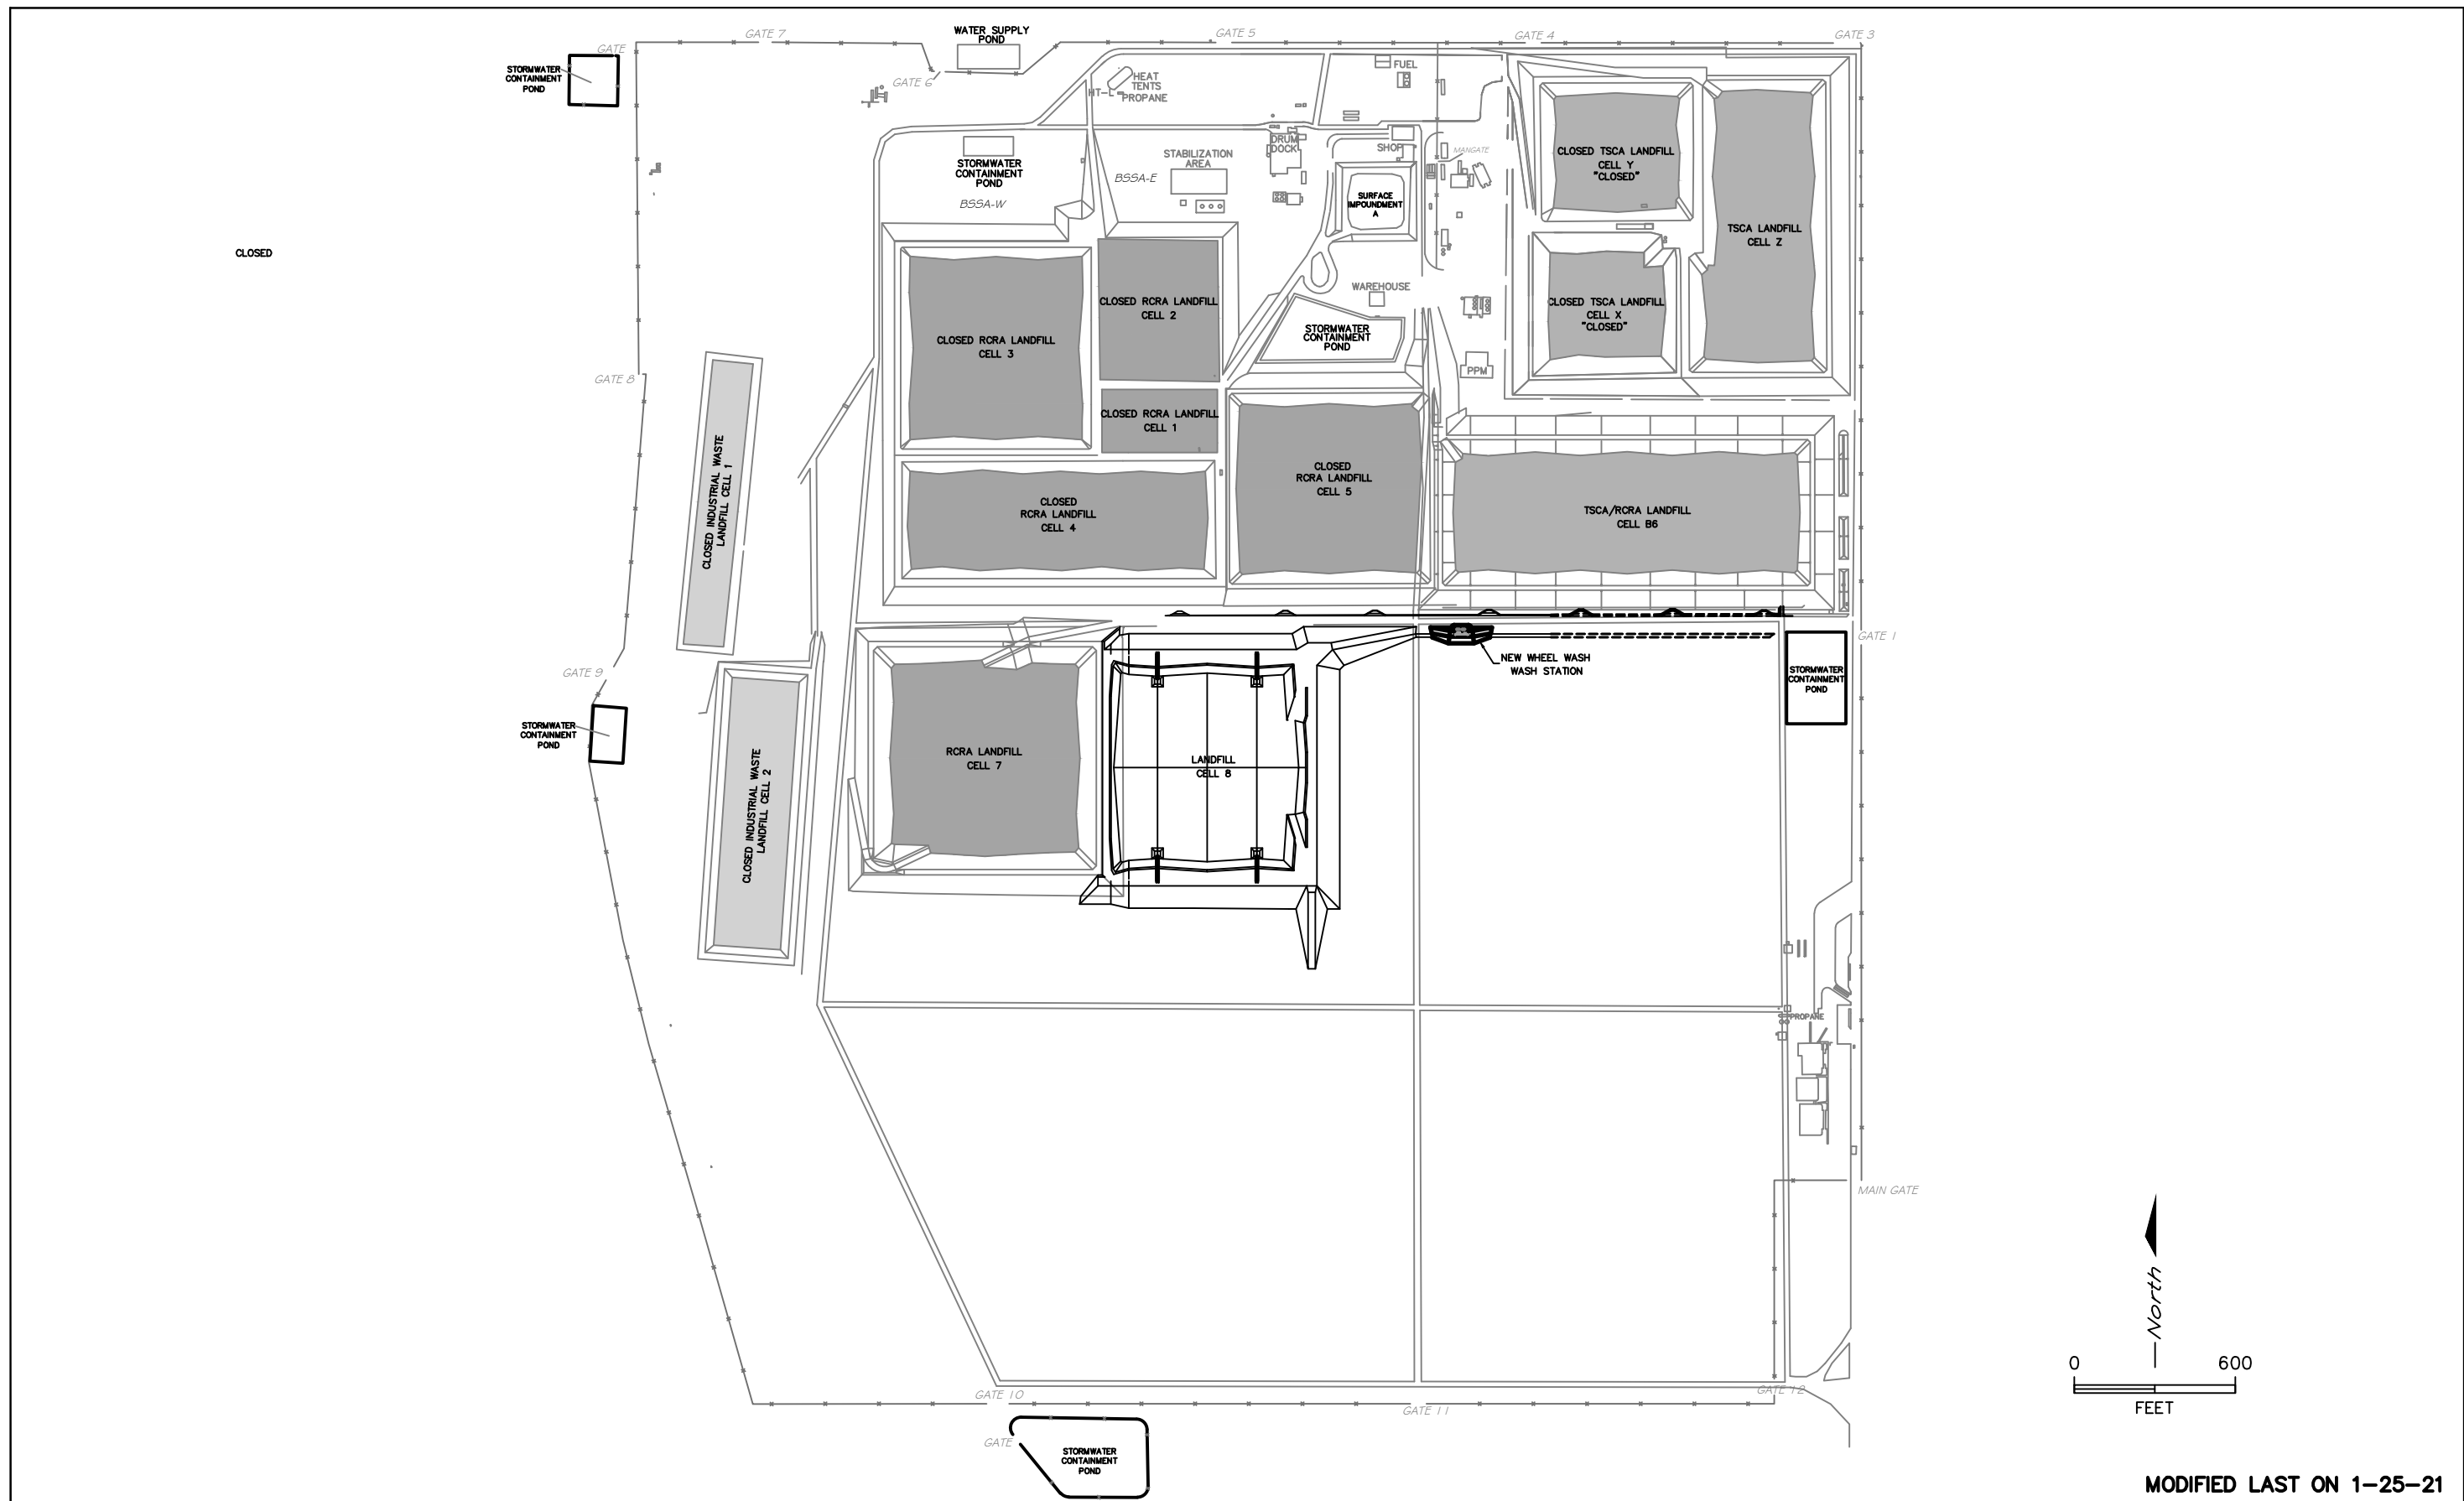 GATE 7
WATER SUPPLY
POND
GATE 5
GATE 4
GATE 3
GATE
STORMWATER
CONTAINMENT
POND
GATE 6
HEAT
TENTS
HT-L
PROPANE
FUEL
STORMWATER
CONTAINMENT
POND
BSSA-W
BSSA-E
STABILIZATION
AREA
DRUM
DOCK
SHOP
MANGATE
SURFACE
IMPOUNDMENT
A
CLOSED TSCA LANDFILL
CELL Y
"CLOSED"
TSCA LANDFILL
CELL Z
CLOSED
CLOSED RCRA LANDFILL
CELL 3
CLOSED RCRA LANDFILL
CELL 2
WAREHOUSE
STORMWATER
CONTAINMENT
POND
CLOSED TSCA LANDFILL
CELL X
"CLOSED"
PPM
GATE 8
CLOSED RCRA LANDFILL
CELL 1
CLOSED INDUSTRIAL WASTE
LANDFILL CELL 1
CLOSED
RCRA LANDFILL
CELL 4
CLOSED
RCRA LANDFILL
CELL 5
TSCA/RCRA LANDFILL
CELL B6
GATE 1
NEW WHEEL WASH
WASH STATION
STORMWATER
CONTAINMENT
POND
GATE 9
STORMWATER
CONTAINMENT
POND
CLOSED INDUSTRIAL WASTE
LANDFILL CELL 2
RCRA LANDFILL
CELL 7
LANDFILL
CELL 8
PROPANE
MAIN GATE
North
0 600
FEET
GATE 10
GATE 11
GATE 12
GATE
STORMWATER
CONTAINMENT
POND
MODIFIED LAST ON 1-25-21